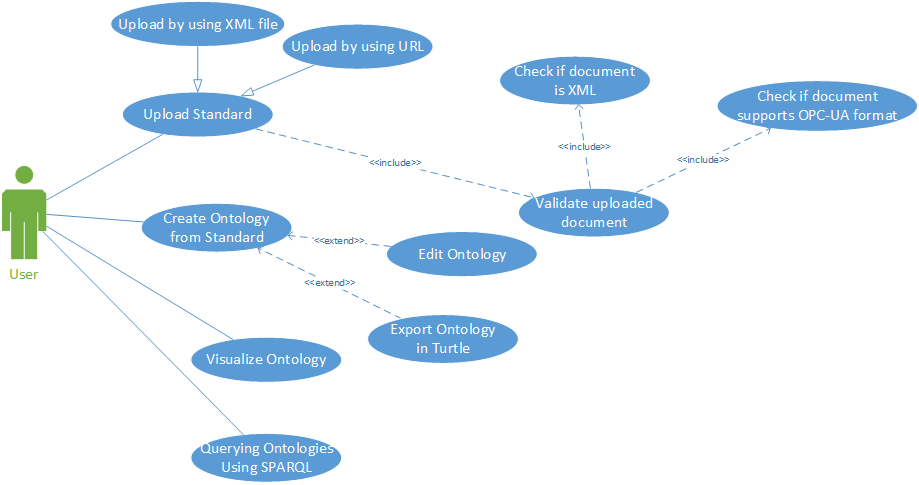 Upload by using XML file
Upload by using URL
Check if document
is XML
Check if document
supports OPC-UA format
Upload Standard
<<include>>
<<include>>
<<include>>
Validate uploaded
document
Create Ontology
from Standard
<<extend>>
Edit Ontology
User
<<extend>>
Export Ontology
in Turtle
Visualize Ontology
Querying Ontologies
Using SPARQL